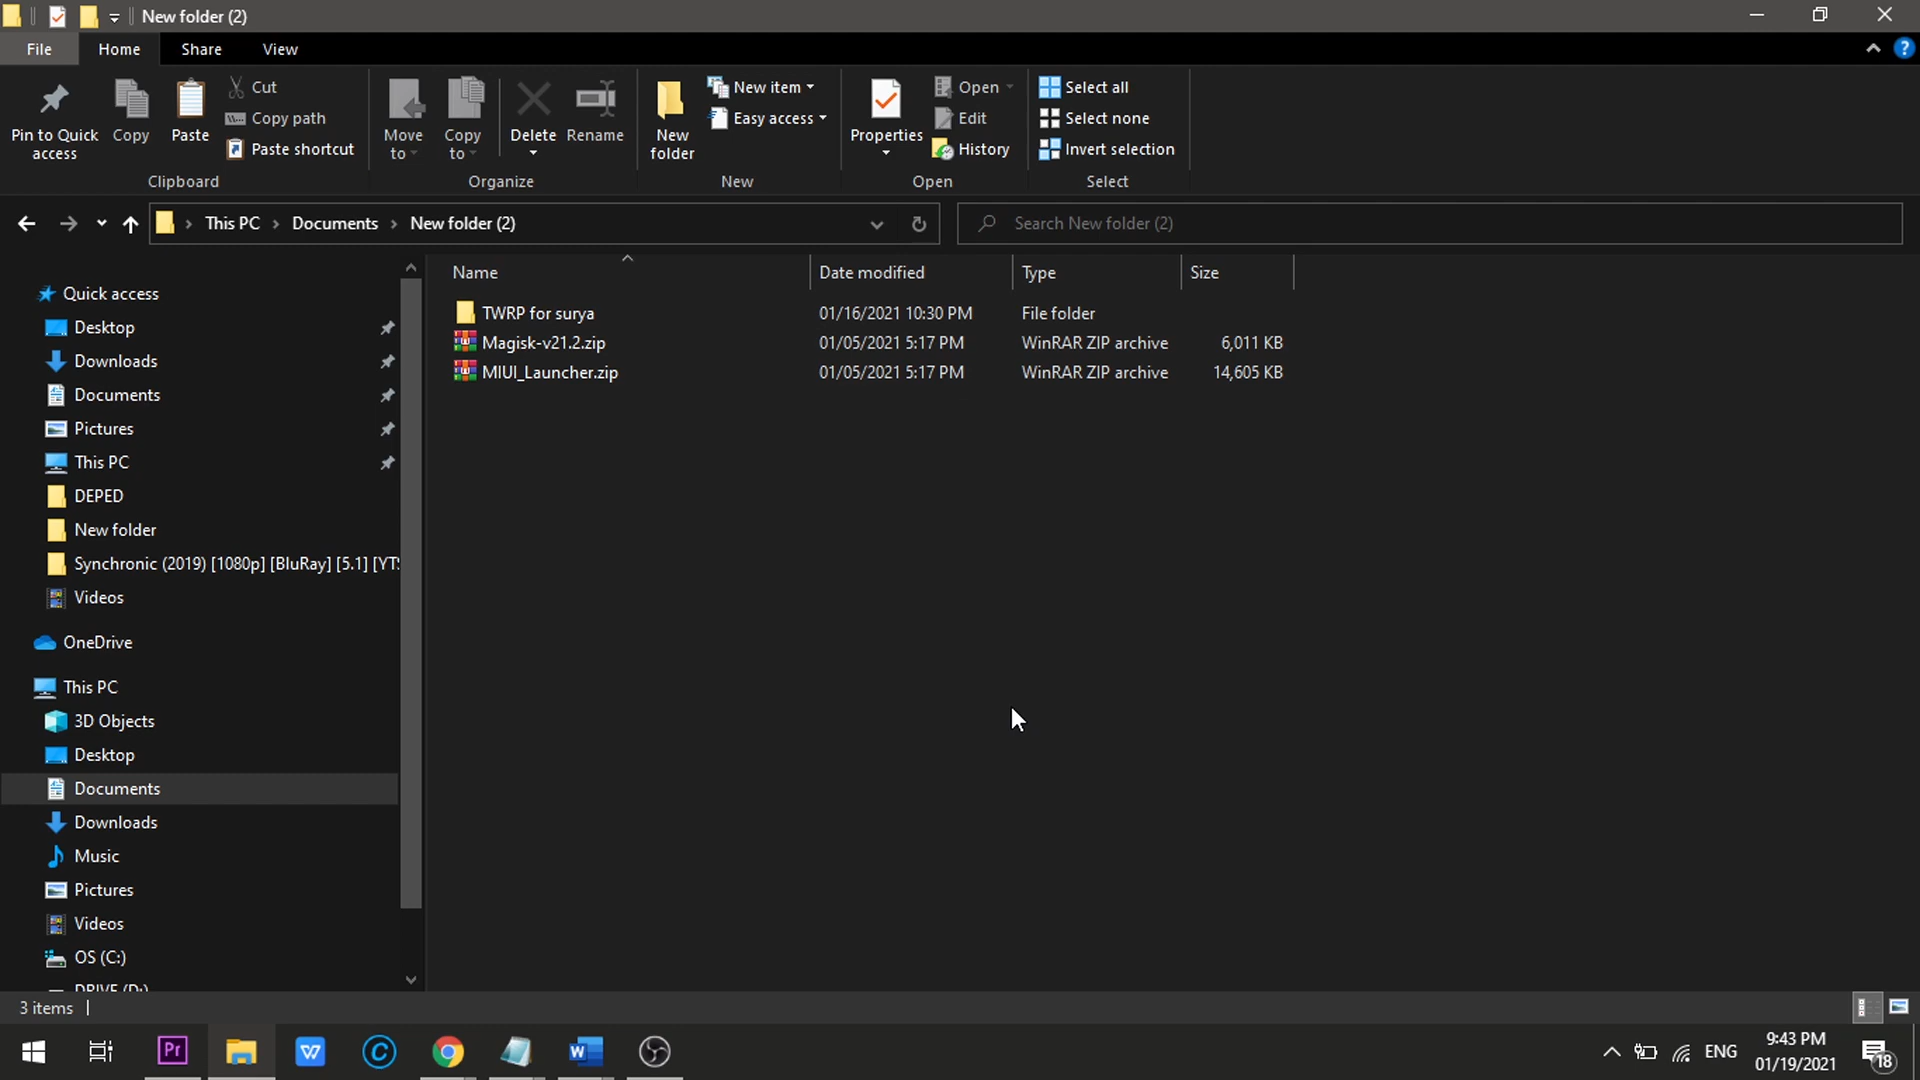 New folder (2)
File
Home
Share
View
?
Pin to Quick
access
Copy
Paste
Cut
Copy path
Paste shortcut
Clipboard
Move
to
Copy
to
Delete
Rename
Organize
New
folder
New item
Easy access
New
Properties
Open
Edit
History
Open
Select all
Select none
Invert selection
Select
This PC
Documents
New folder (2)
Search New folder (2)
Name
Date modified
Type
Size
TWRP for surya
01/16/2021 10:30 PM
File folder
Magisk-v21.2.zip
01/05/2021 5:17 PM
WinRAR ZIP archive
6,011 KB
MIUI_Launcher.zip
01/05/2021 5:17 PM
WinRAR ZIP archive
14,605 KB
Quick access
Desktop
Downloads
Documents
Pictures
This PC
DEPED
New folder
Synchronic (2019) [1080p] [BluRay] [5.1] [YTS
Videos
OneDrive
This PC
3D Objects
Desktop
Documents
Downloads
Music
Pictures
Videos
OS (C:)
DRIVE (D:)
3 items
Pr
W
C
W
ENG
9:43 PM
01/19/2021
18